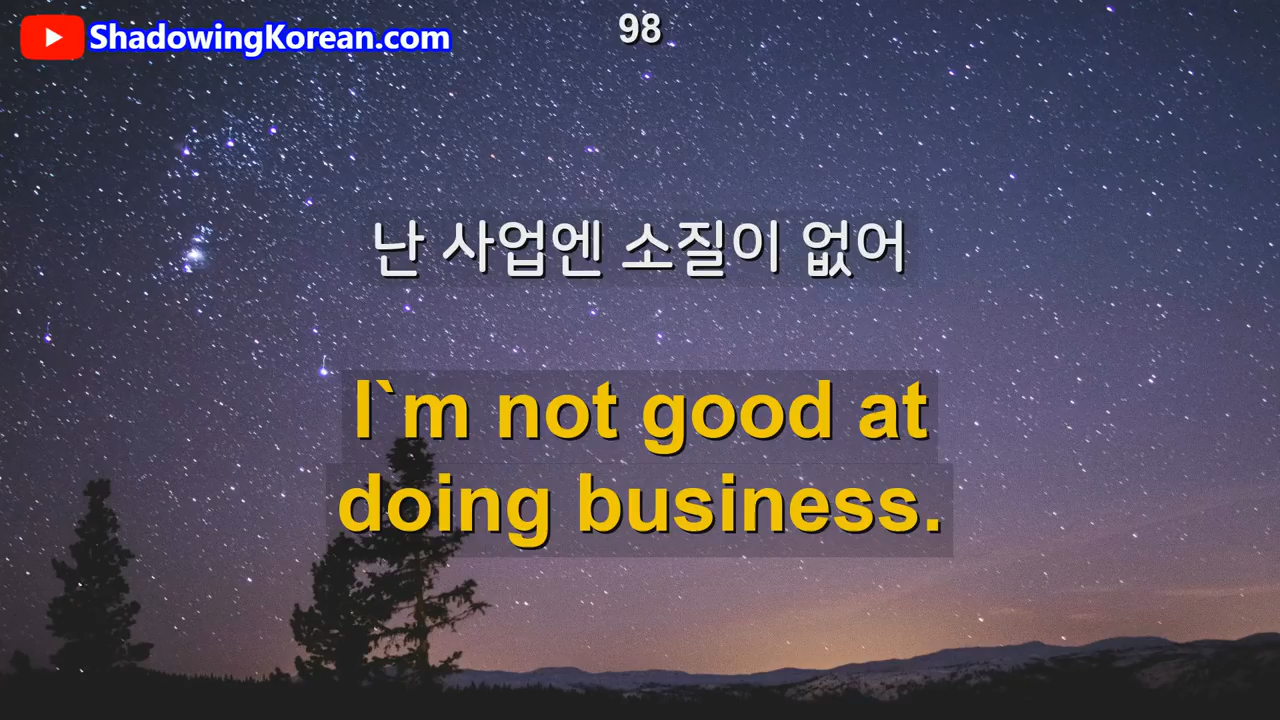 ShadowingKorean.com
98
난 사업엔 소질이 없어
I`m not good at
doing business.